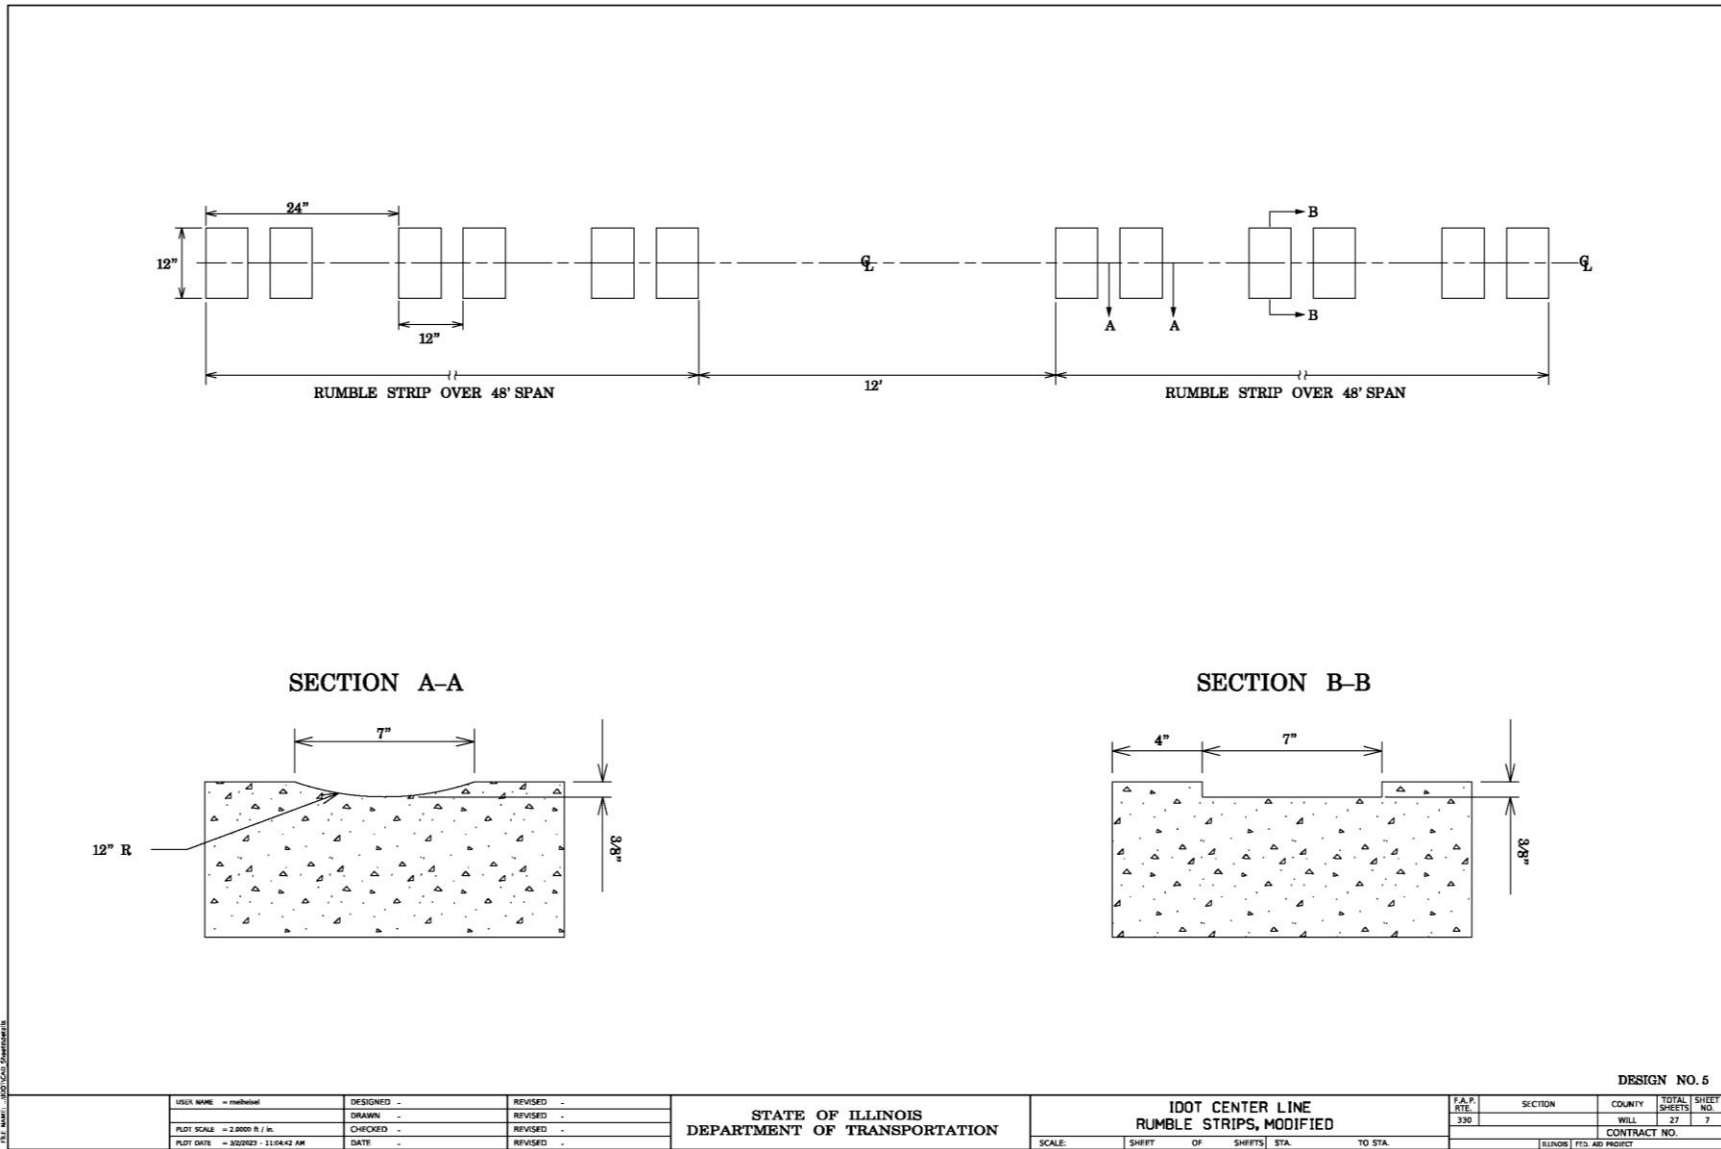 24"
12"
12"
B
B
A A
℄
℄
RUMBLE STRIP OVER 48' SPAN
12'
RUMBLE STRIP OVER 48' SPAN
SECTION A–A
7"
12" R
3/8"
SECTION B–B
4"
7"
3/8"
DESIGN NO. 5
USER NAME =
DESIGNED -
REVISED -
DRAWN -
REVISED -
PLOT SCALE = 2.0000 ft / in.
CHECKED -
REVISED -
PLOT DATE = 3/2/2023 - 11:04:42 AM
DATE -
REVISED -
STATE OF ILLINOIS
DEPARTMENT OF TRANSPORTATION
IDOT CENTER LINE
RUMBLE STRIPS, MODIFIED
SCALE: SHEET OF SHEETS STA. TO STA.
F.A.P. RTE. SECTION COUNTY TOTAL SHEETS SHEET NO.
330 WILL 27 7
CONTRACT NO.
ILLINOIS FED. AID PROJECT
FILE NAME: